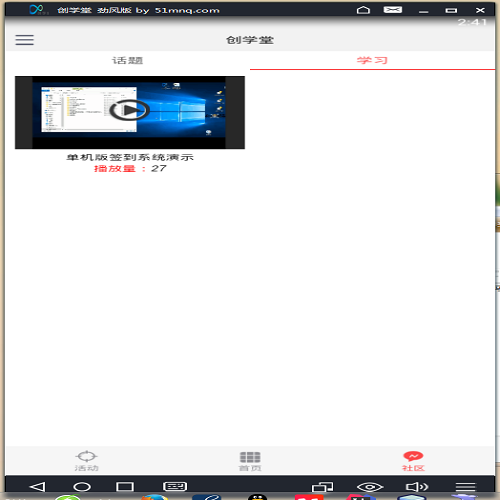 创学堂 劲风版 by 51mnq.com
2:41
创学堂
话题
学习
单机版签到系统演示
播放量：27
活动
首页
社区